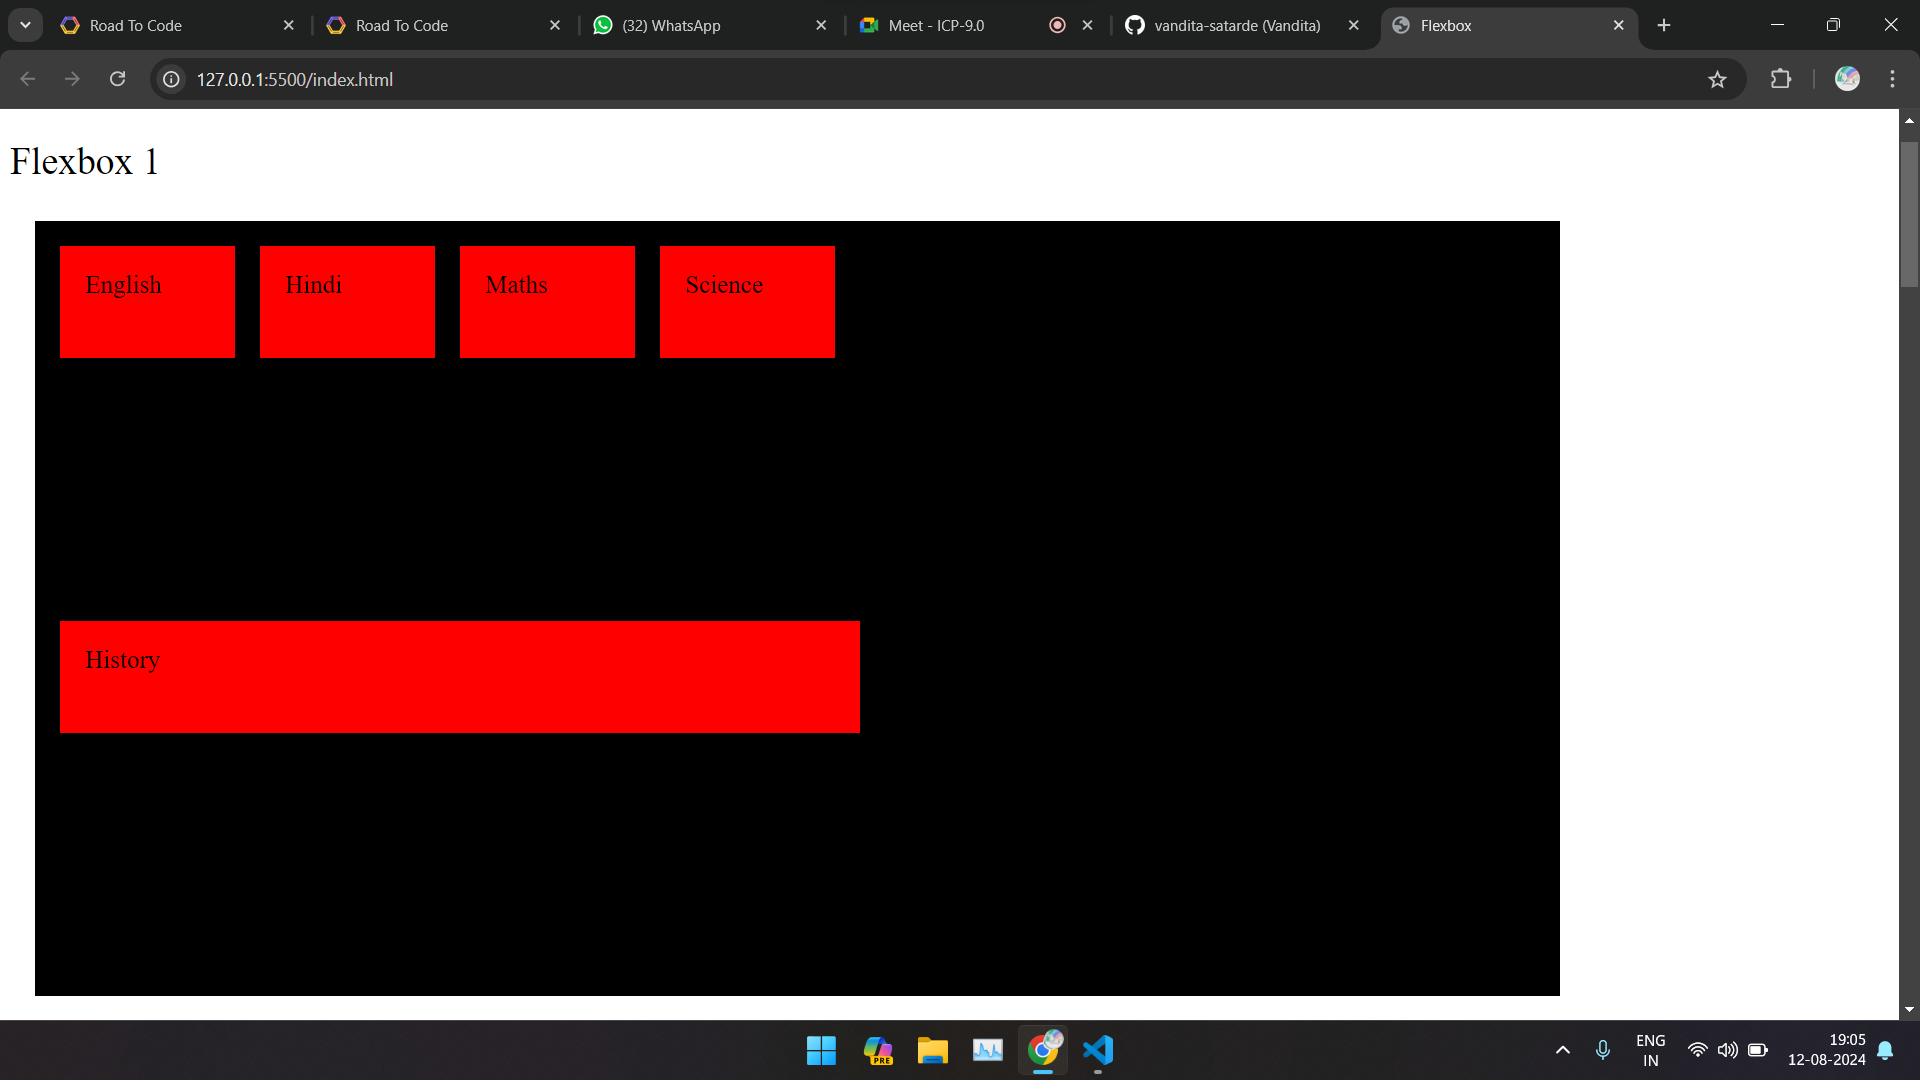 Road To Code
Road To Code
(32) WhatsApp
Meet - ICP-9.0
vandita-satarde (Vandita)
Flexbox
127.0.0.1:5500/index.html
Flexbox 1
English
Hindi
Maths
Science
History
PRE
ENG
IN
19:05
12-08-2024